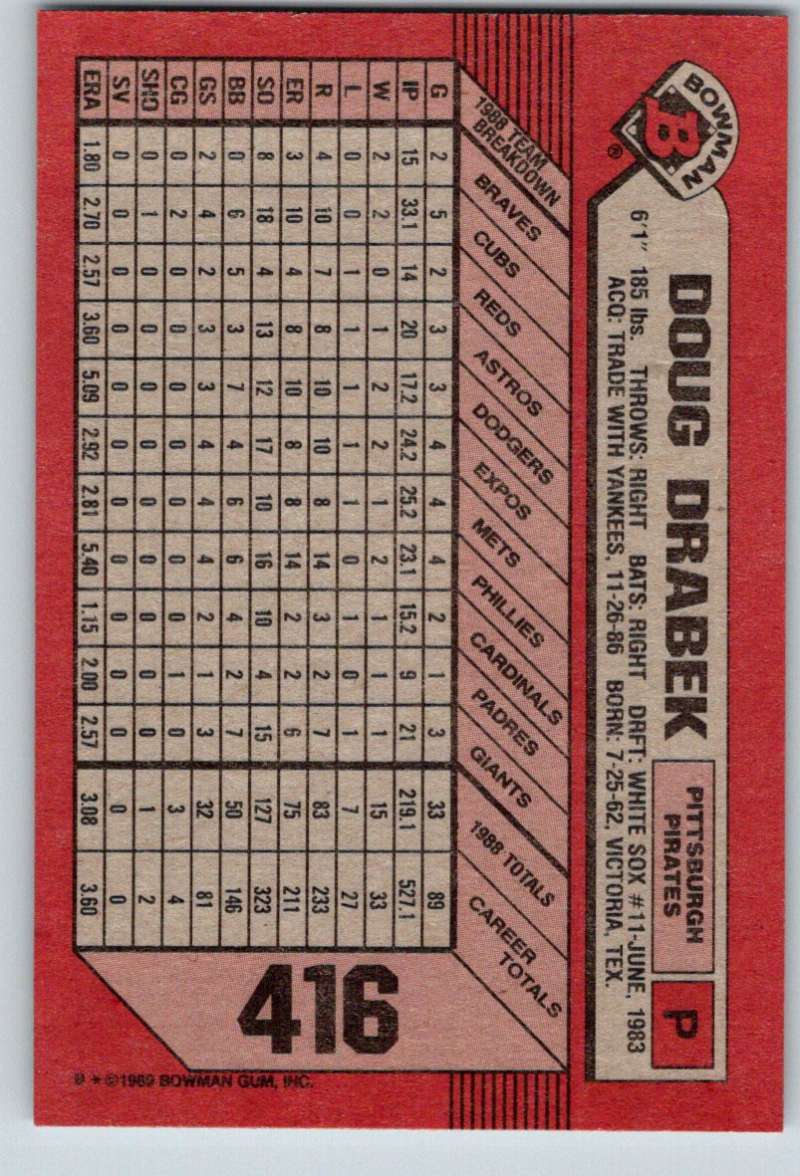 BOWMAN
B
®
DOUG DRABEK
PITTSBURGH
PIRATES
P
6'1" 185 lbs. THROWS: RIGHT BATS: RIGHT DRFT: WHITE SOX #11-JUNE, 1983
ACQ: TRADE WITH YANKEES, 11-26-86 BORN: 7-25-62, VICTORIA, TEX.
1988 TEAM
BREAKDOWN
BRAVES CUBS REDS ASTROS DODGERS EXPOS METS PHILLIES CARDINALS PADRES GIANTS 1988 TOTALS CAREER TOTALS
G 2 5 2 3 3 4 4 4 2 1 3 33 89
IP 15 33.1 14 20 17.2 24.2 25.2 23.1 15.2 9 21 219.1 527.1
W 2 2 0 1 2 2 1 2 1 1 1 15 33
L 0 0 1 1 1 1 1 0 1 0 1 7 27
R 4 10 7 8 10 10 8 14 3 2 7 83 233
ER 3 10 4 8 10 8 8 14 2 2 6 75 211
SO 8 18 4 13 12 17 10 16 10 4 15 127 323
BB 0 6 5 3 7 4 6 6 4 2 7 50 146
GS 2 4 2 3 3 4 4 4 2 1 3 32 81
CG 0 2 0 0 0 0 0 0 0 1 0 3 4
SHO 0 1 0 0 0 0 0 0 0 0 0 1 2
SV 0 0 0 0 0 0 0 0 0 0 0 0 0
ERA 1.80 2.70 2.57 3.60 5.09 2.92 2.81 5.40 1.15 2.00 2.57 3.08 3.60
416
* ©1989 BOWMAN GUM, INC.